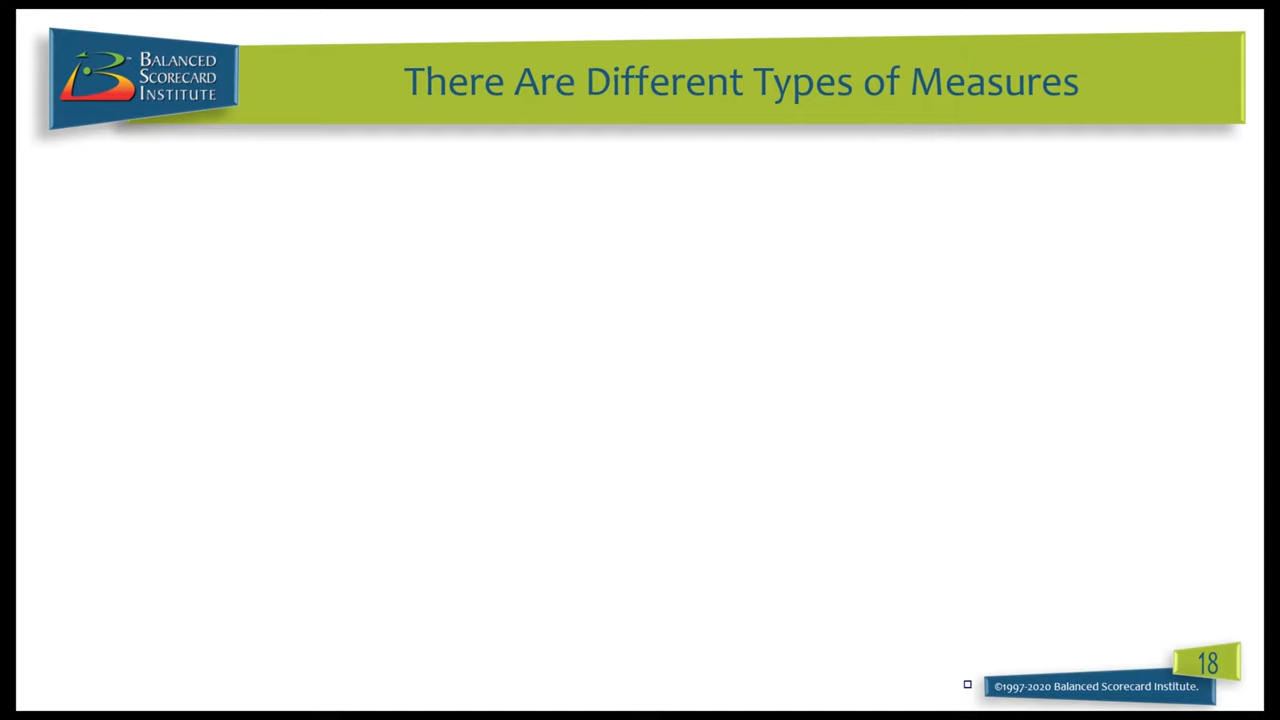 BALANCED
SCORECARD
INSTITUTE
There Are Different Types of Measures
18
©1997-2020 Balanced Scorecard Institute.